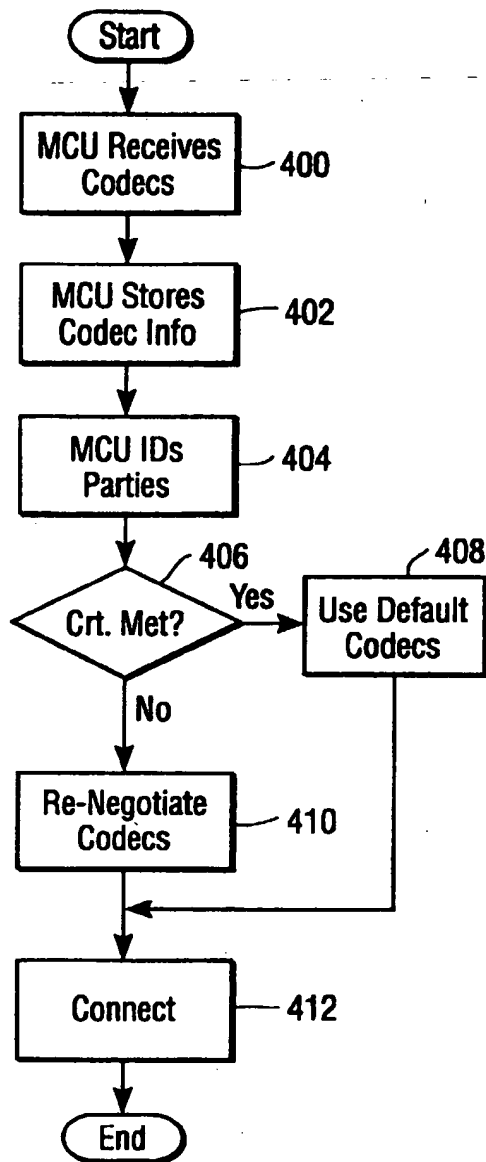 Start
MCU Receives
Codecs
400
MCU Stores
Codec Info
402
MCU IDs
Parties
404
406
Crt. Met?
Yes
408
Use Default
Codecs
No
Re-Negotiate
Codecs
410
Connect
412
End